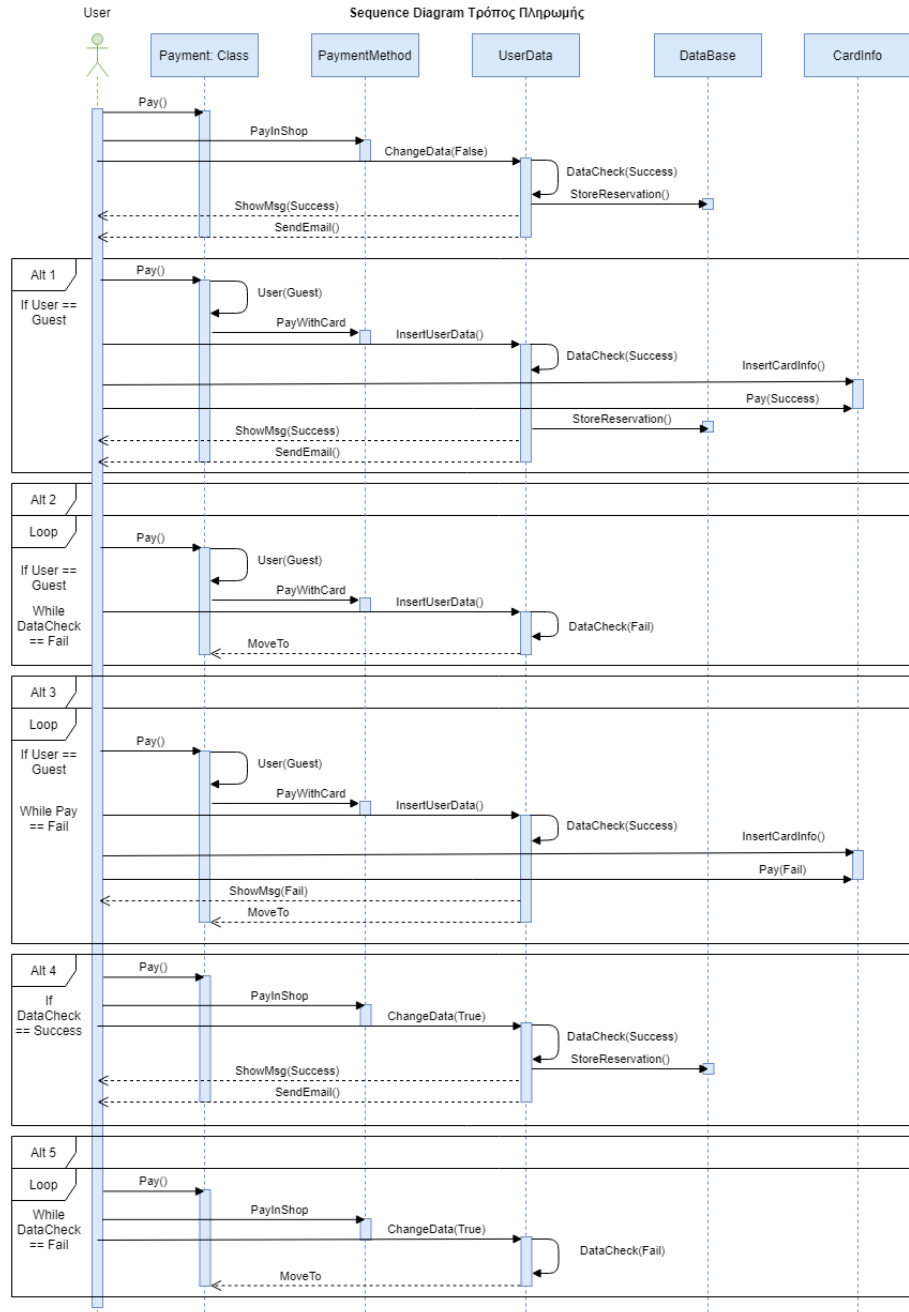 User
Sequence Diagram Τρόπος Πληρωμής
Payment: Class
PaymentMethod
UserData
DataBase
CardInfo
Pay()
PayInShop
ChangeData(False)
DataCheck(Success)
StoreReservation()
ShowMsg(Success)
SendEmail()
Alt 1
If User ==
Guest
Pay()
User(Guest)
PayWithCard
InsertUserData()
DataCheck(Success)
InsertCardInfo()
Pay(Success)
StoreReservation()
ShowMsg(Success)
SendEmail()
Alt 2
Loop
If User ==
Guest
While
DataCheck
== Fail
Pay()
User(Guest)
PayWithCard
InsertUserData()
DataCheck(Fail)
MoveTo
Alt 3
Loop
If User ==
Guest
While Pay
== Fail
Pay()
User(Guest)
PayWithCard
InsertUserData()
DataCheck(Success)
InsertCardInfo()
Pay(Fail)
ShowMsg(Fail)
MoveTo
Alt 4
If
DataCheck
== Success
Pay()
PayInShop
ChangeData(True)
DataCheck(Success)
StoreReservation()
ShowMsg(Success)
SendEmail()
Alt 5
Loop
While
DataCheck
== Fail
Pay()
PayInShop
ChangeData(True)
DataCheck(Fail)
MoveTo